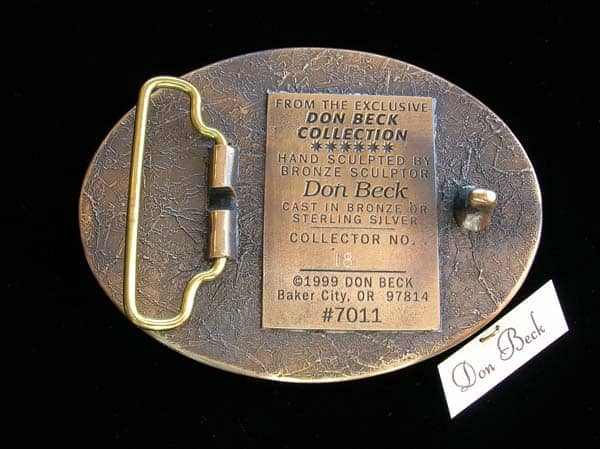 FROM THE EXCLUSIVE
DON BECK
COLLECTION
✶✶✶✶✶✶
HAND SCULPTED BY
BRONZE SCULPTOR
Don Beck
CAST IN BRONZE OR
STERLING SILVER
COLLECTOR NO.
18
©1999 DON BECK
Baker City, OR 97814
#7011
Don Beck